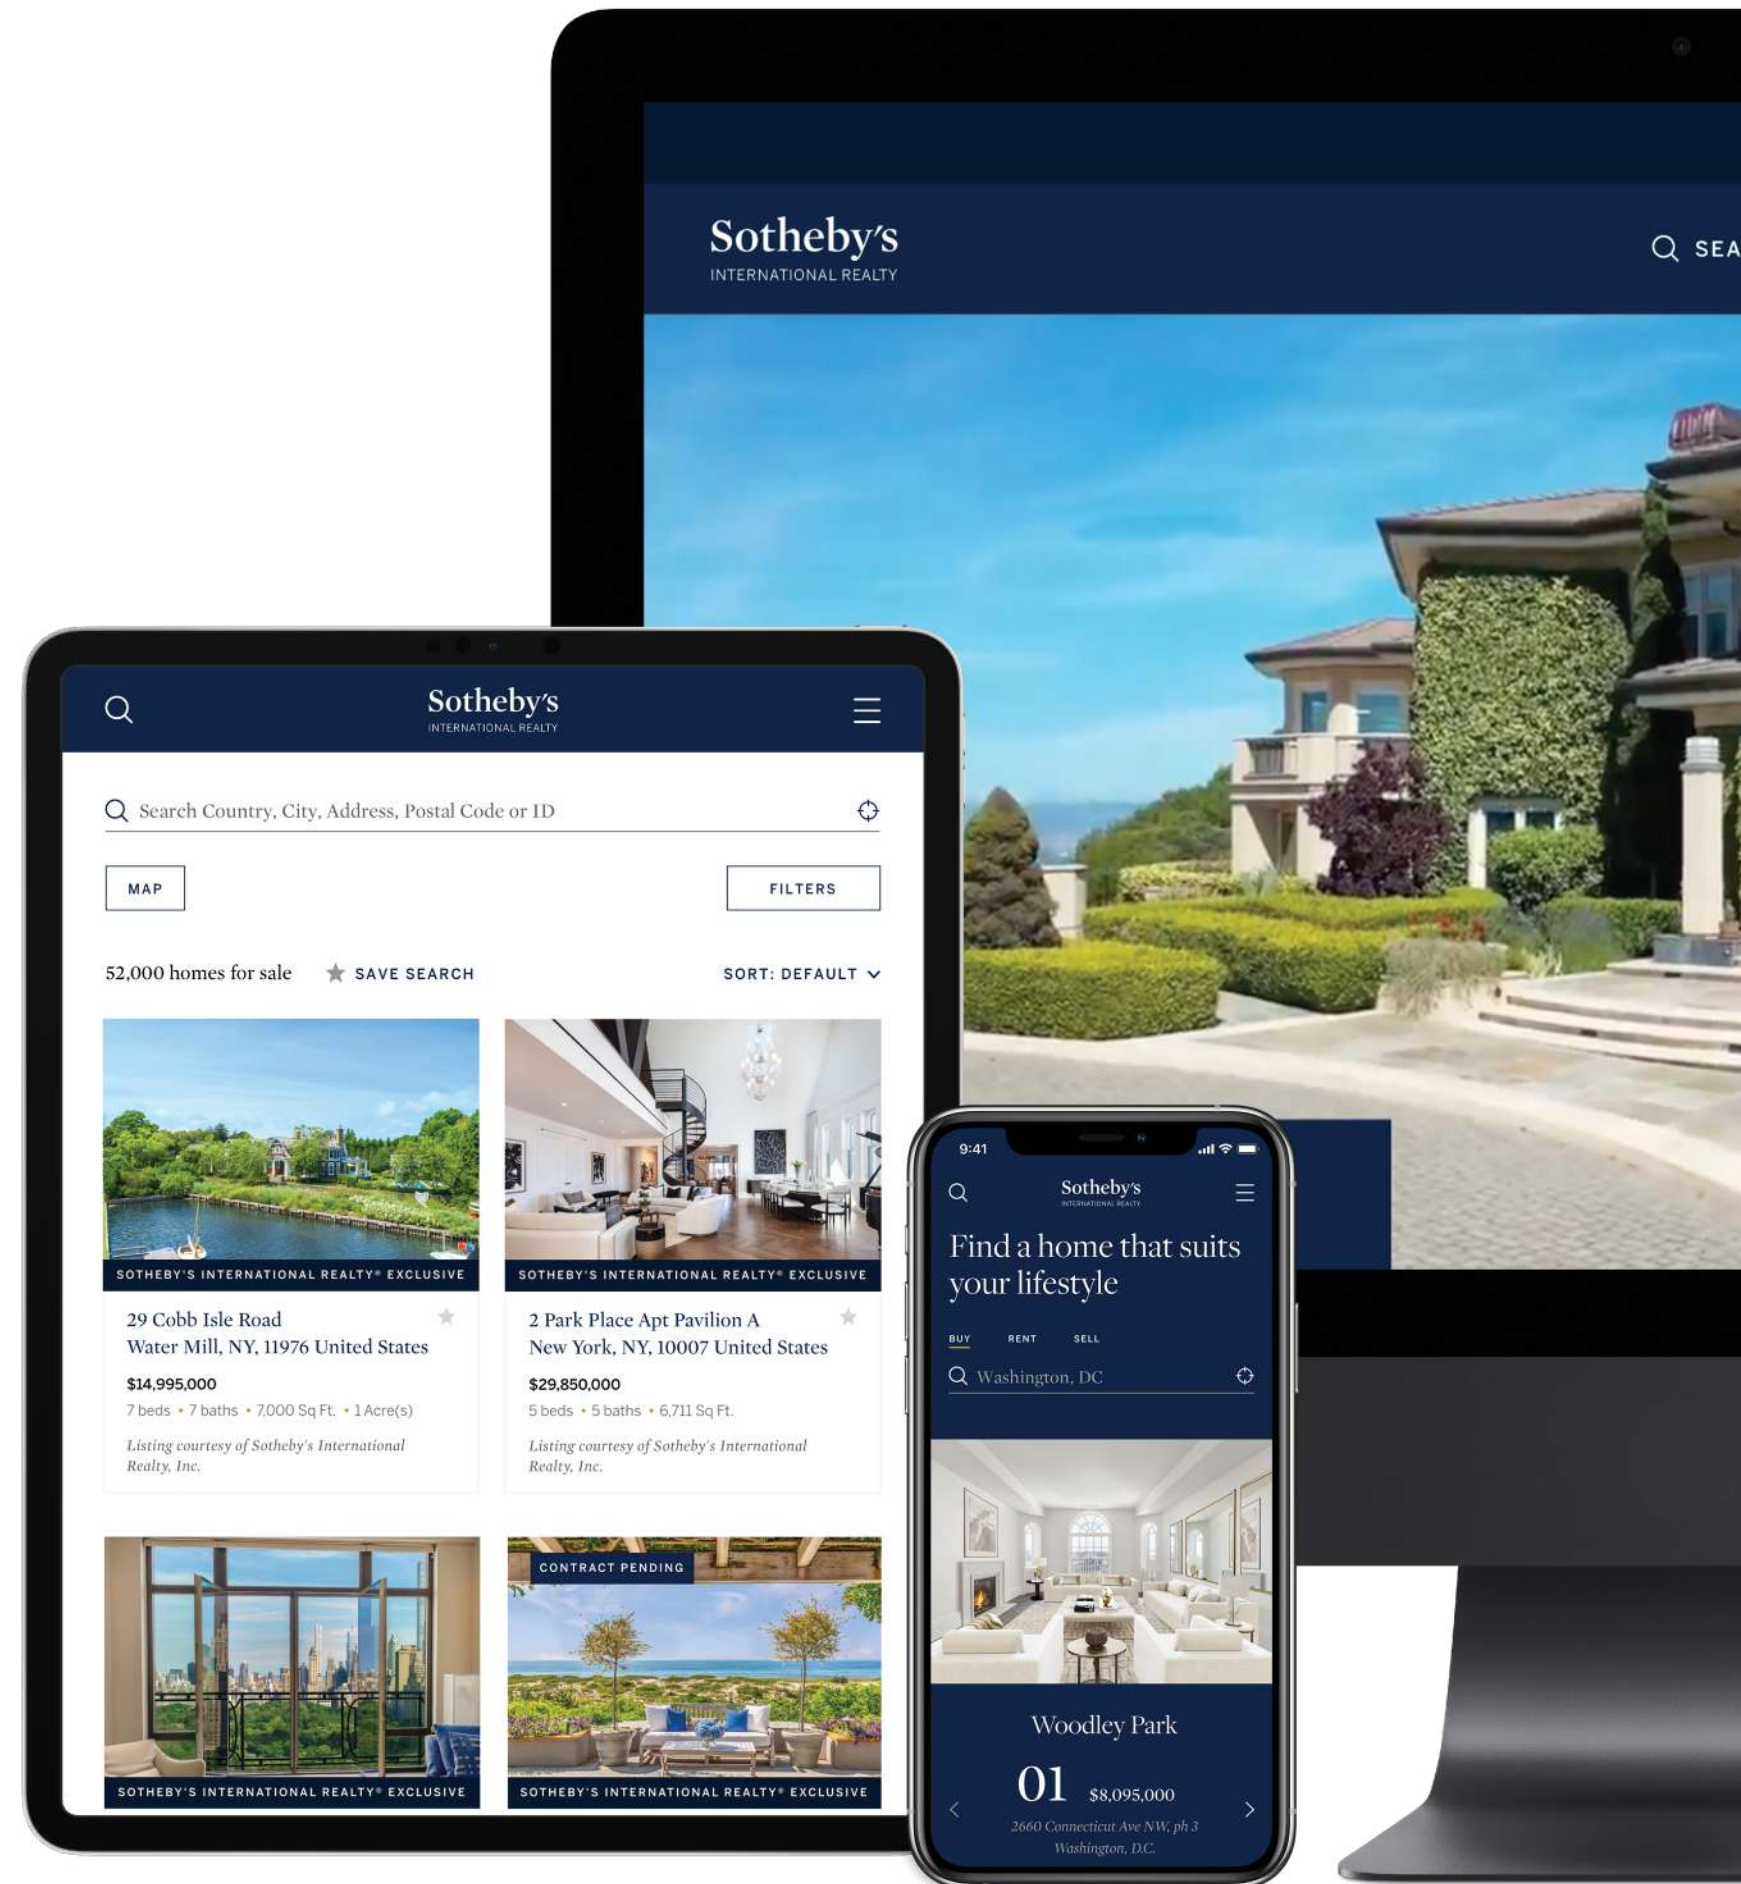 Sotheby's
INTERNATIONAL REALTY
SEA
Sotheby's
INTERNATIONAL REALTY
Search Country, City, Address, Postal Code or ID
MAP
FILTERS
52,000 homes for sale
SAVE SEARCH
SORT: DEFAULT
SOTHEBY'S INTERNATIONAL REALTY® EXCLUSIVE
29 Cobb Isle Road
Water Mill, NY, 11976 United States
$14,995,000
7 beds • 7 baths • 7,000 Sq Ft. • 1 Acre(s)
Listing courtesy of Sotheby's International
Realty, Inc.
SOTHEBY'S INTERNATIONAL REALTY® EXCLUSIVE
2 Park Place Apt Pavilion A
New York, NY, 10007 United States
$29,850,000
5 beds • 5 baths • 6,711 Sq Ft.
Listing courtesy of Sotheby's International
Realty, Inc.
SOTHEBY'S INTERNATIONAL REALTY® EXCLUSIVE
CONTRACT PENDING
SOTHEBY'S INTERNATIONAL REALTY® EXCLUSIVE
9:41
Sotheby's
INTERNATIONAL REALTY
Find a home that suits
your lifestyle
BUY RENT SELL
Washington, DC
Woodley Park
01 $8,095,000
2660 Connecticut Ave NW, ph 3
Washington, D.C.